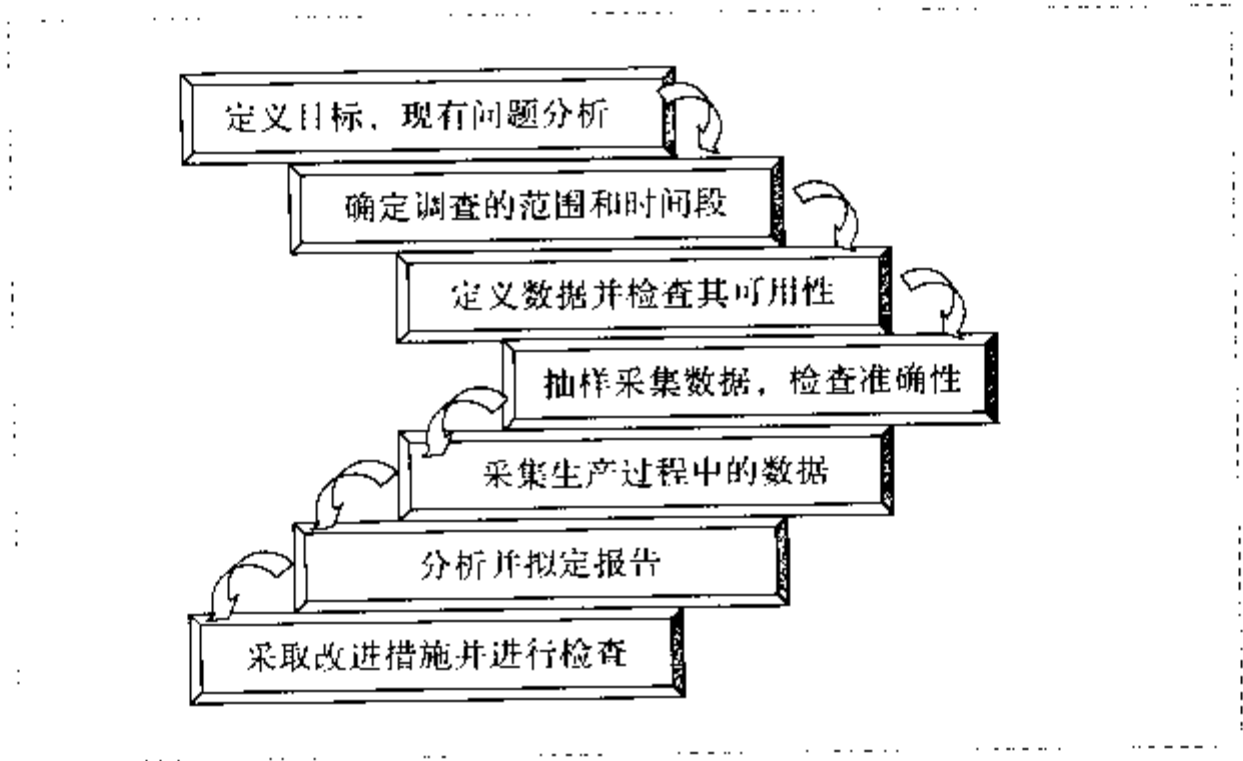 定义目标，现有问题分析
确定调查的范围和时间段
定义数据并检查其可用性
抽样采集数据，检查准确性
采集生产过程中的数据
分析并拟定报告
采取改进措施并进行检查